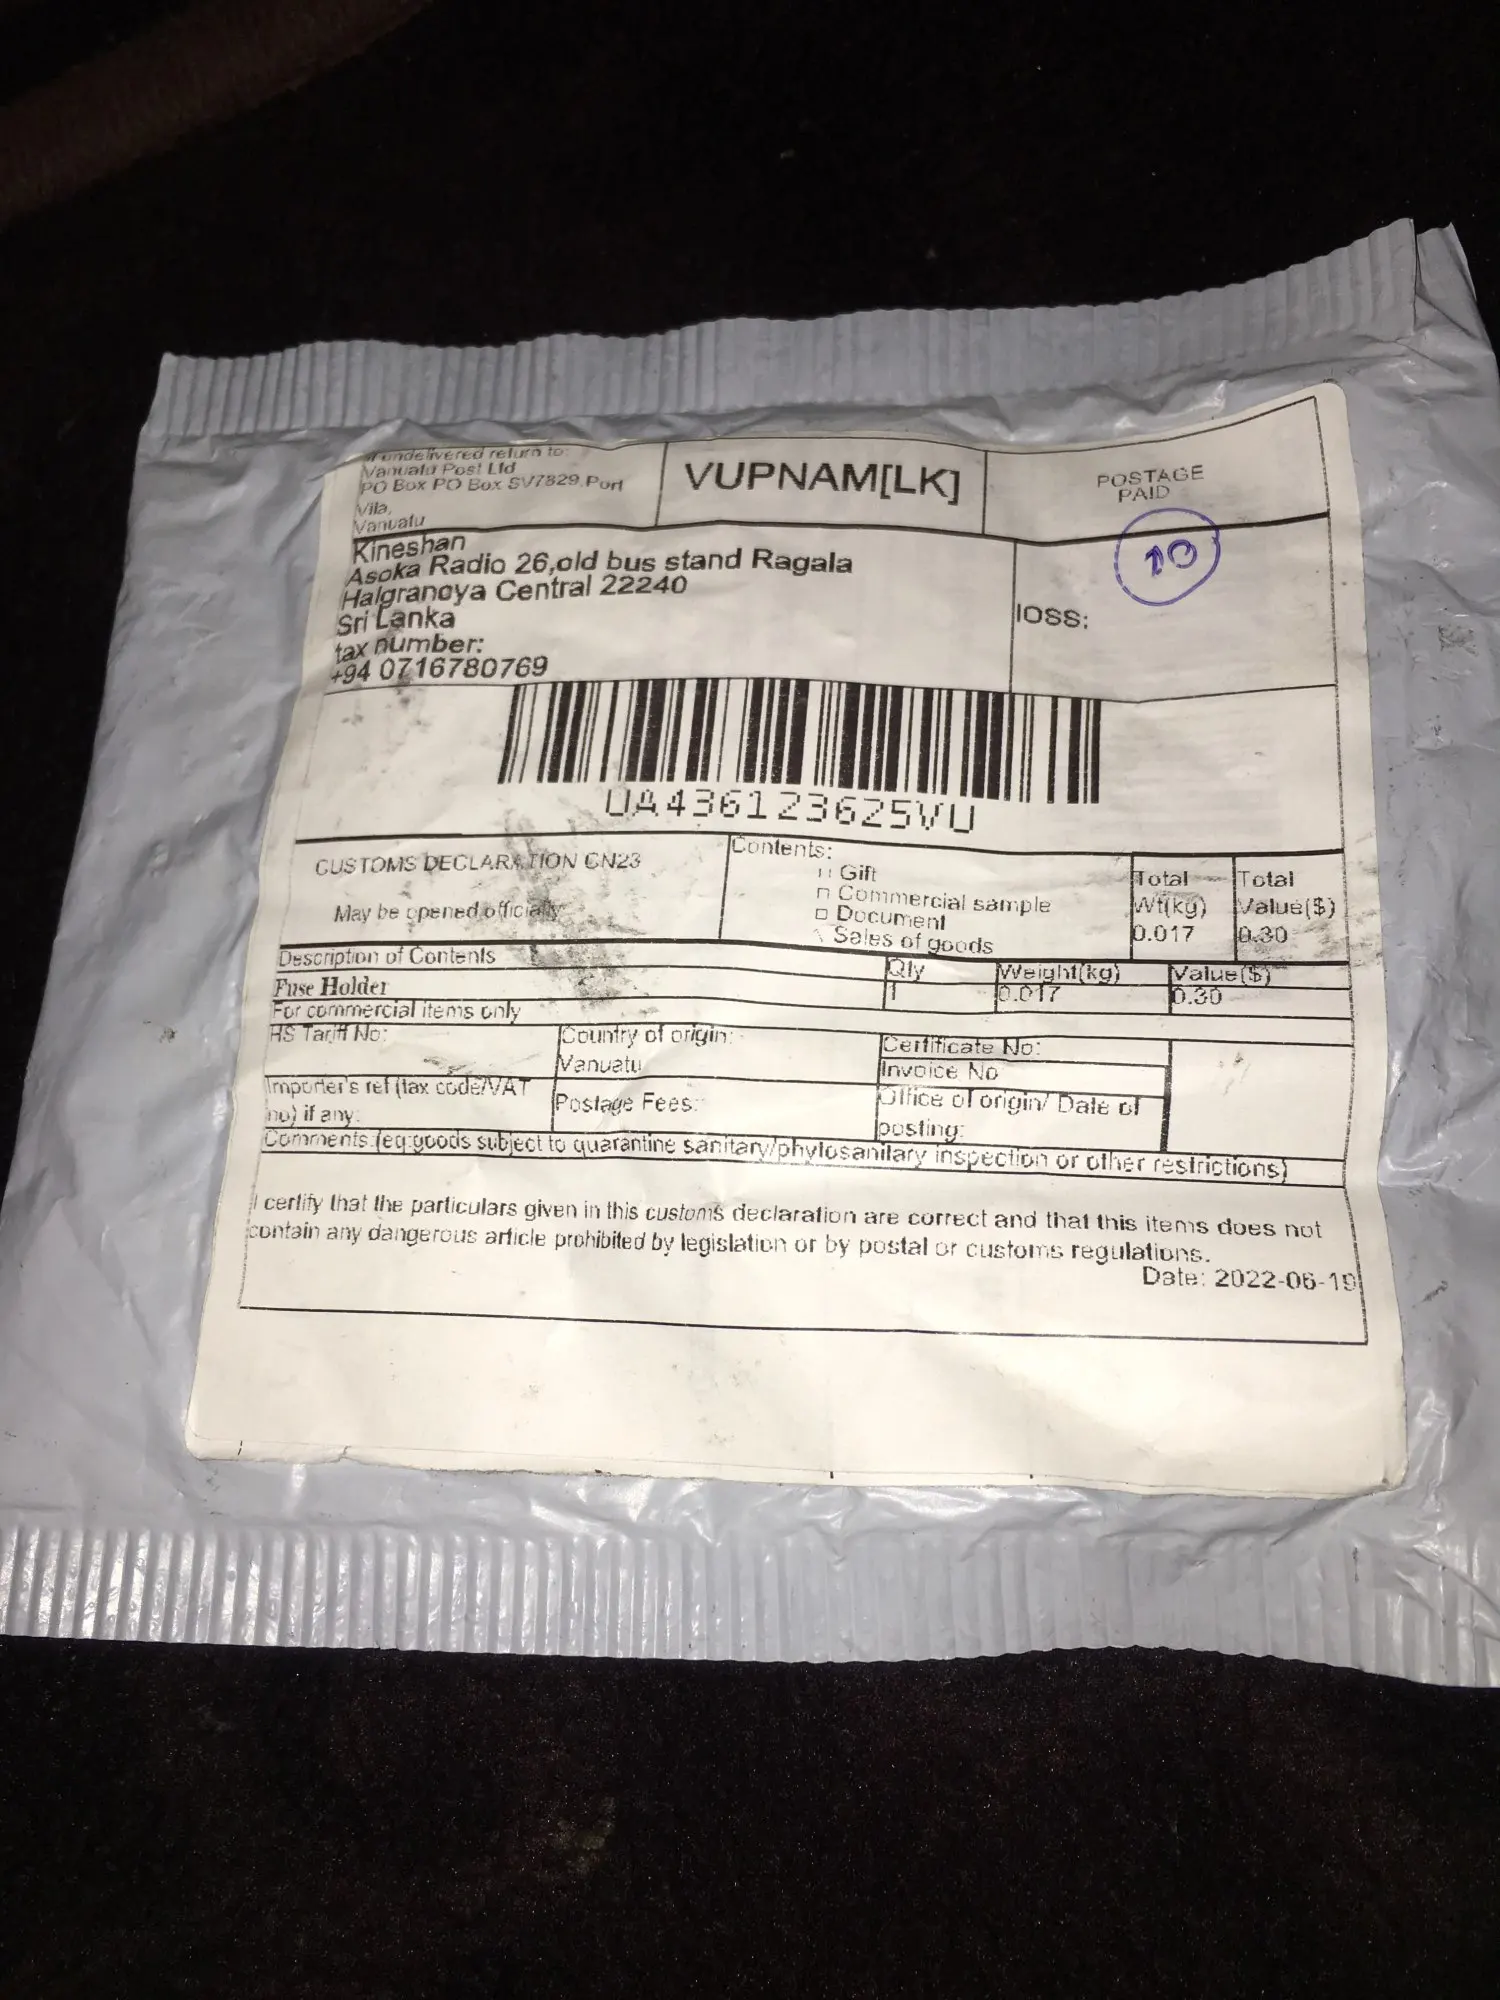 If undelivered return to:
Vanuatu Post Ltd
PO Box PO Box SV7829,Port
Vila,
Vanuatu
VUPNAM[LK]
POSTAGE
PAID
10
Kineshan
Asoka Radio 26,old bus stand Ragala
Halgranoya Central 22240
Sri Lanka
tax number:
+94 0716780769
IOSS:
UA436123625VU
CUSTOMS DECLARATION CN23
May be opened officially
Contents:
Gift
Commercial sample
Document
Sales of goods
Total
Wt(kg)
0.017
Total
Value($)
0.30
Description of Contents
Qty
Weight(kg)
Value($)
Fuse Holder
1
0.017
0.30
For commercial items only
HS Tariff No:
Country of origin:
Vanuatu
Certificate No:
Invoice No
Importer's ref (tax code/VAT
no) if any:
Postage Fees:
Office of origin/ Date of
posting:
Comments:(eg:goods subject to quarantine sanitary/phytosanitary inspection or other restrictions)
I certify that the particulars given in this customs declaration are correct and that this items does not
contain any dangerous article prohibited by legislation or by postal or customs regulations.
Date: 2022-06-19